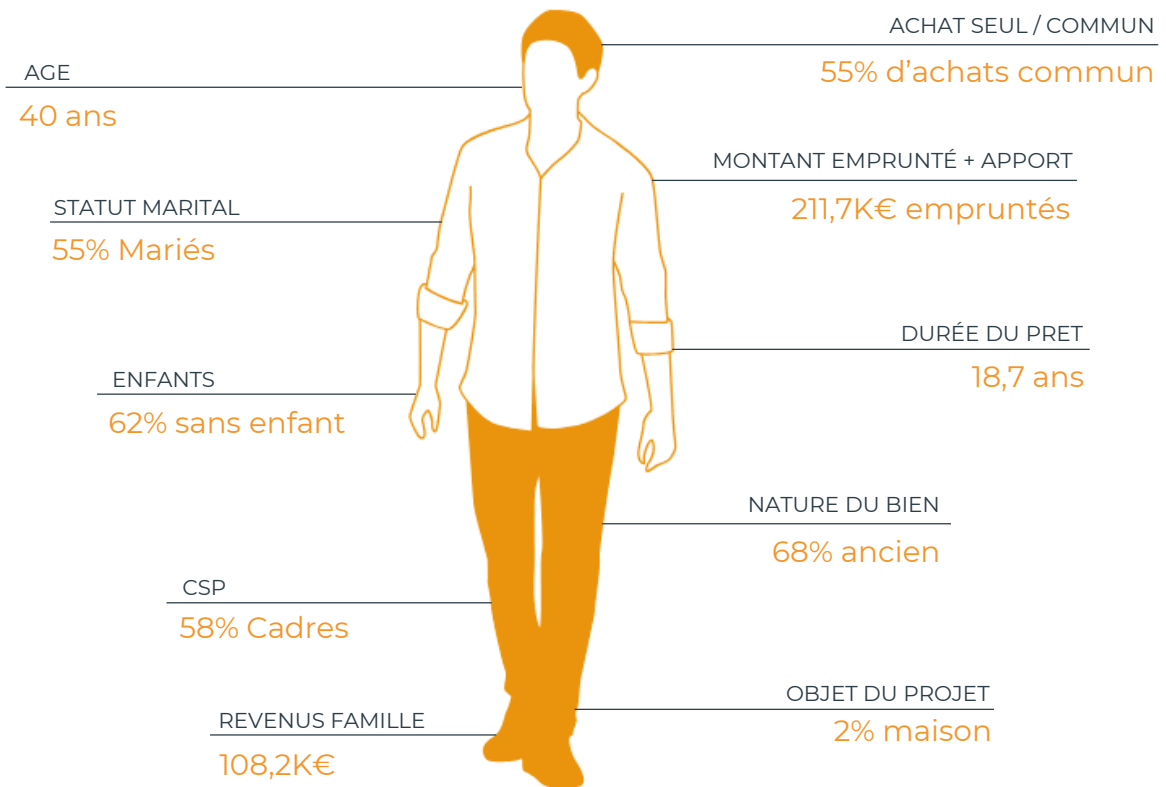 AGE
40 ans
STATUT MARITAL
55% Mariés
ENFANTS
62% sans enfant
CSP
58% Cadres
REVENUS FAMILLE
108,2K€
ACHAT SEUL / COMMUN
55% d'achats commun
MONTANT EMPRUNTÉ + APPORT
211,7K€ empruntés
DURÉE DU PRET
18,7 ans
NATURE DU BIEN
68% ancien
OBJET DU PROJET
2% maison